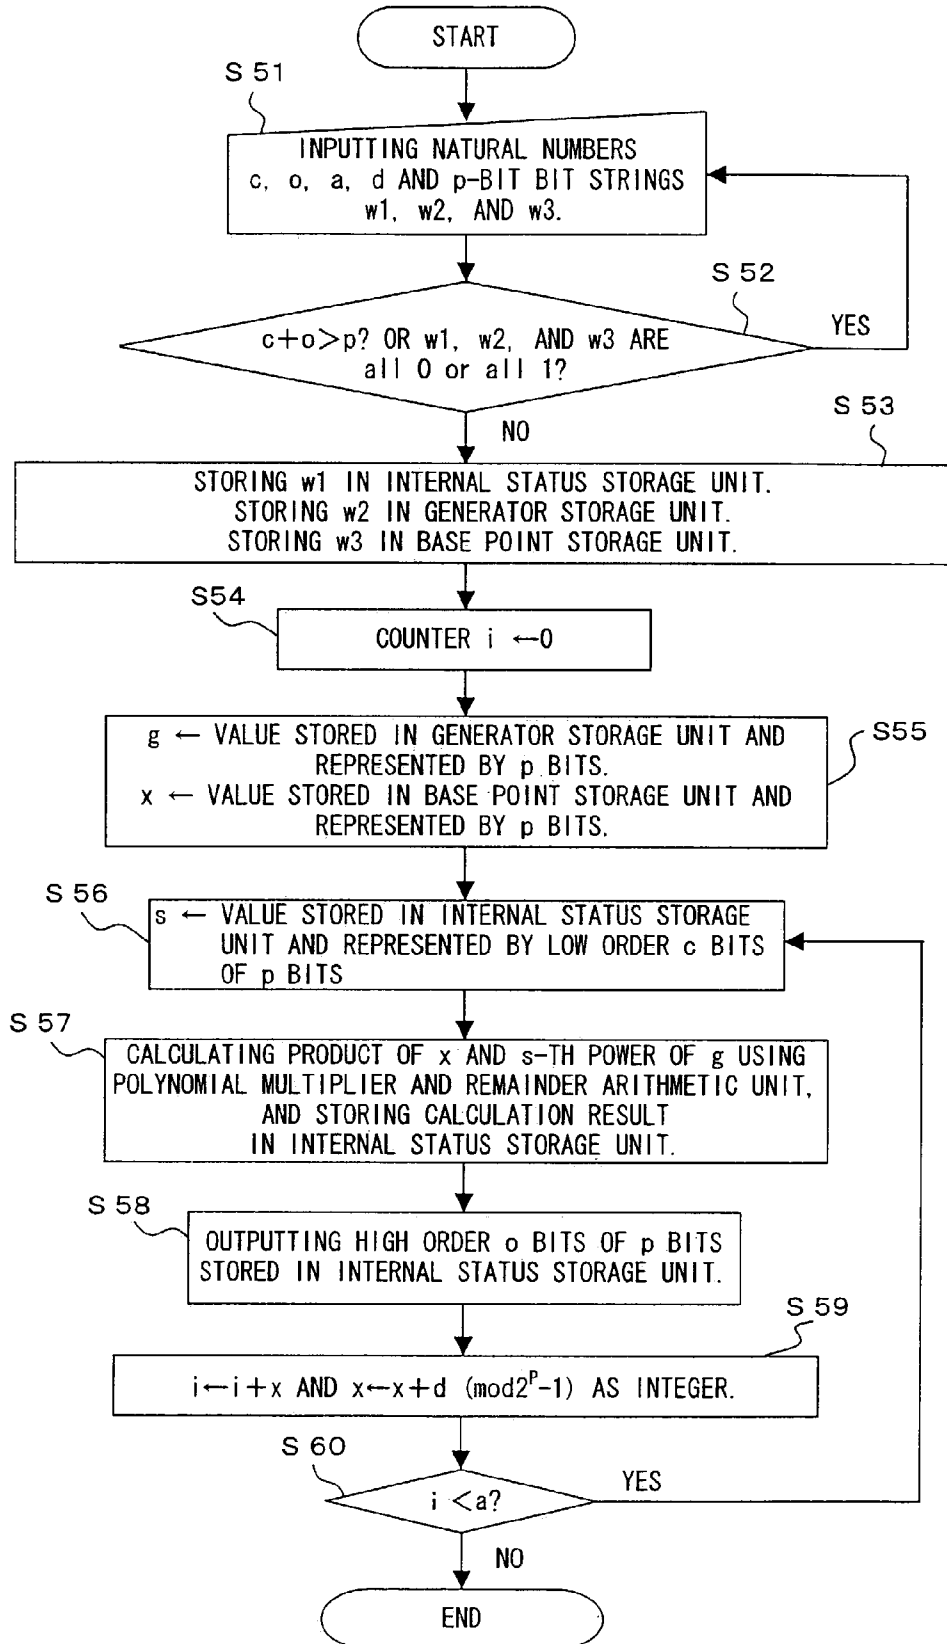 START
S 51
INPUTTING NATURAL NUMBERS
c, o, a, d AND p-BIT BIT STRINGS
w1, w2, AND w3.
S 52
c+o>p? OR w1, w2, AND w3 ARE
all 0 or all 1?
YES
NO
S 53
STORING w1 IN INTERNAL STATUS STORAGE UNIT.
STORING w2 IN GENERATOR STORAGE UNIT.
STORING w3 IN BASE POINT STORAGE UNIT.
S54
COUNTER i ←0
S55
g ← VALUE STORED IN GENERATOR STORAGE UNIT AND
REPRESENTED BY p BITS.
x ← VALUE STORED IN BASE POINT STORAGE UNIT AND
REPRESENTED BY p BITS.
S 56
s ← VALUE STORED IN INTERNAL STATUS STORAGE
UNIT AND REPRESENTED BY LOW ORDER c BITS
OF p BITS
S 57
CALCULATING PRODUCT OF x AND s-TH POWER OF g USING
POLYNOMIAL MULTIPLIER AND REMAINDER ARITHMETIC UNIT,
AND STORING CALCULATION RESULT
IN INTERNAL STATUS STORAGE UNIT.
S 58
OUTPUTTING HIGH ORDER o BITS OF p BITS
STORED IN INTERNAL STATUS STORAGE UNIT.
S 59
i←i+x AND x←x+d (mod2^P-1) AS INTEGER.
S 60
i <a?
YES
NO
END